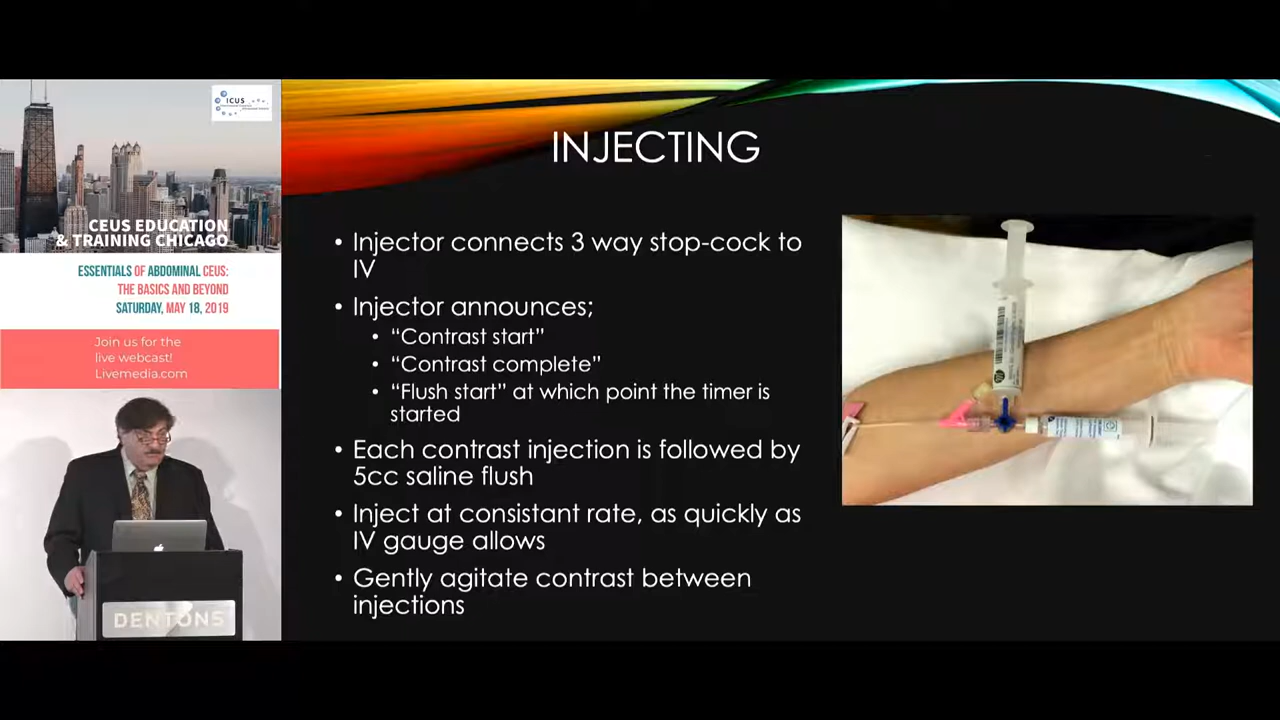 ICUS
CEUS EDUCATION
& TRAINING CHICAGO
ESSENTIALS OF ABDOMINAL CEUS:
THE BASICS AND BEYOND
SATURDAY, MAY 18, 2019
Join us for the
live webcast!
Livemedia.com
DENTONS
INJECTING
• Injector connects 3 way stop-cock to
IV
• Injector announces;
• “Contrast start”
• “Contrast complete”
• “Flush start” at which point the timer is
started
• Each contrast injection is followed by
5cc saline flush
• Inject at consistant rate, as quickly as
IV gauge allows
• Gently agitate contrast between
injections